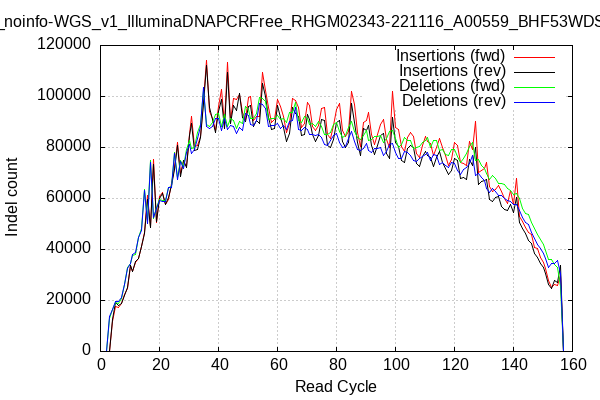 _noinfo-WGS_v1_IlluminaDNAPCRFree_RHGM02343-221116_A00559_BHF53WDS
Insertions (fwd)
Insertions (rev)
Deletions (fwd)
Deletions (rev)
120000
100000
80000
60000
40000
20000
0
Indel count
0 20 40 60 80 100 120 140 160
Read Cycle